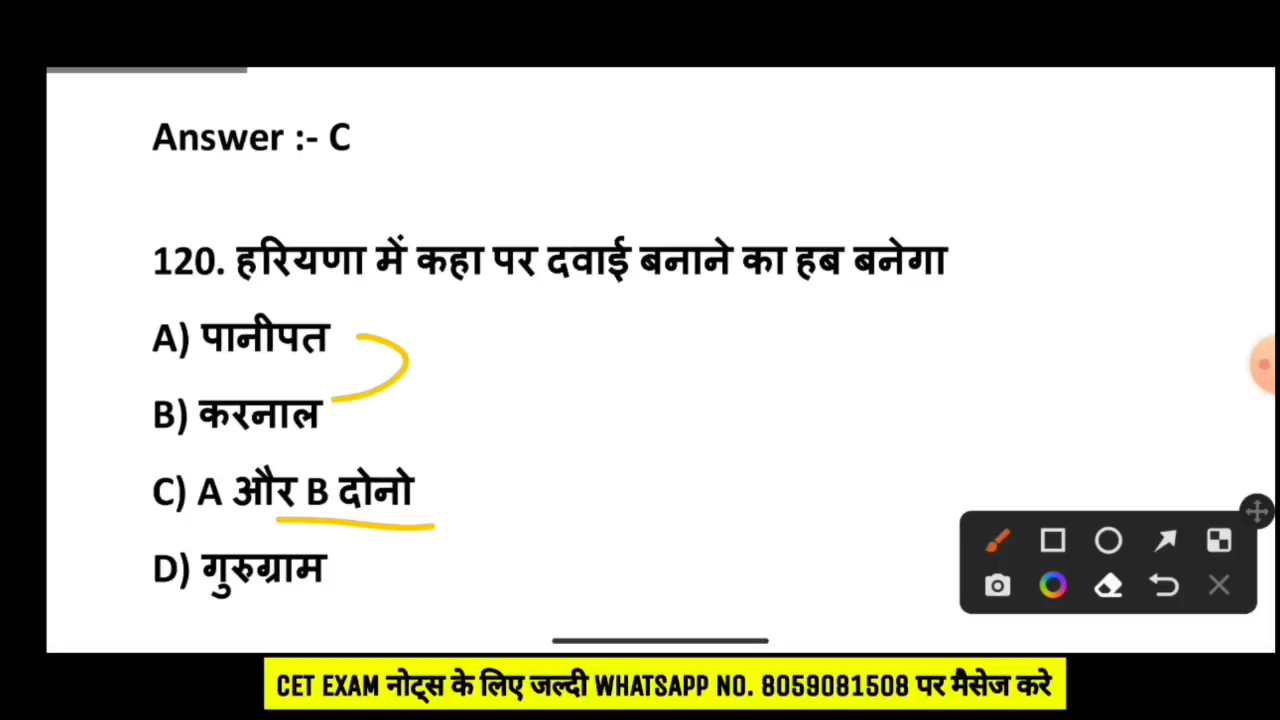 Answer :- C
120. हरियणा में कहा पर दवाई बनाने का हब बनेगा
A) पानीपत
B) करनाल
C) A और B दोनो
D) गुरुग्राम
CET EXAM नोट्स के लिए जल्दी WHATSAPP NO. 8059081508 पर मैसेज करे